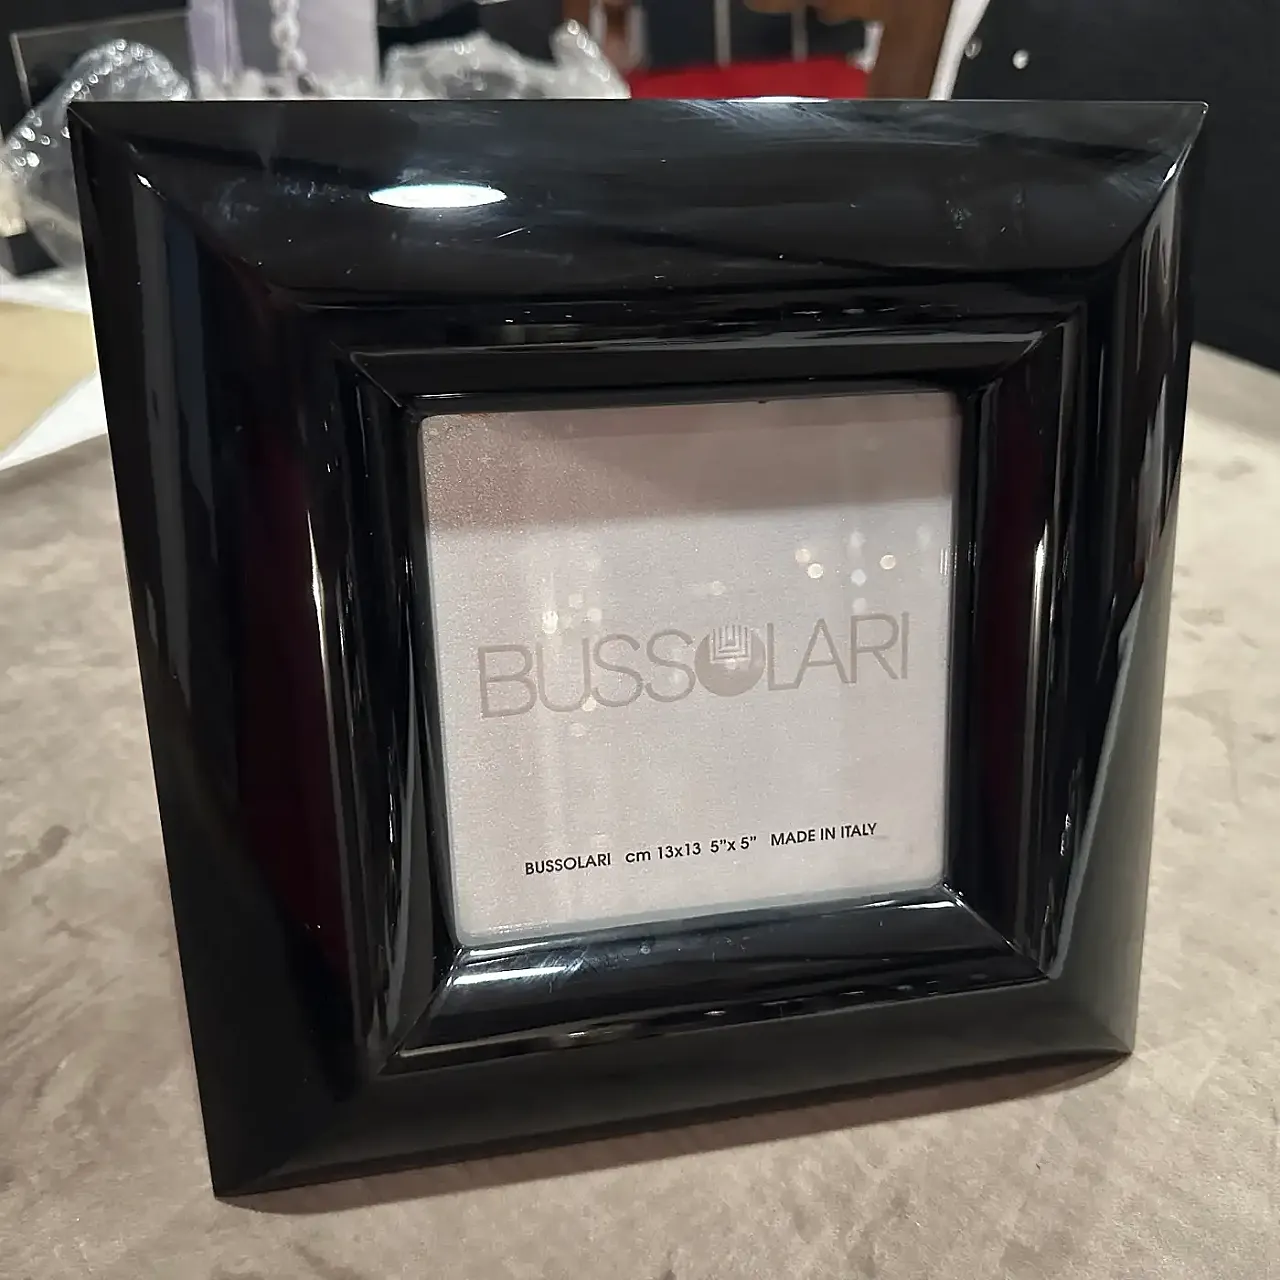 BUSSOLARI
BUSSOLARI cm 13x13 5"x 5" MADE IN ITALY